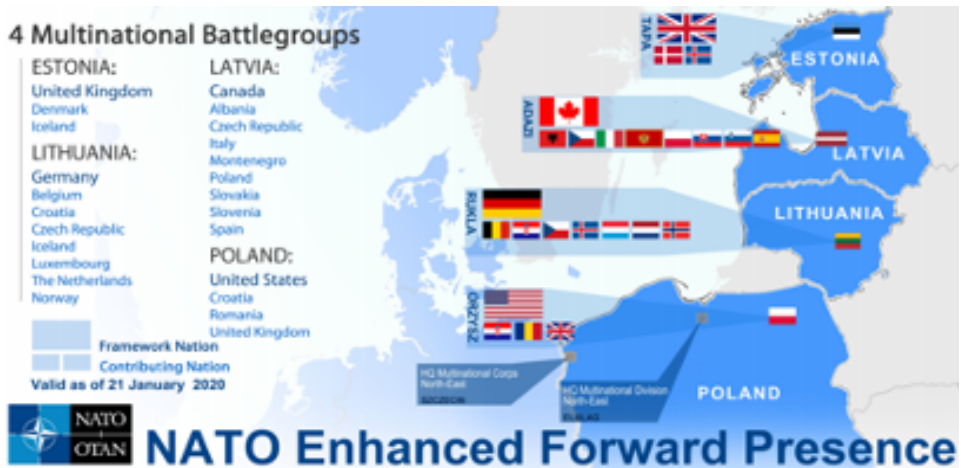 4 Multinational Battlegroups
ESTONIA:
United Kingdom
Denmark
Iceland
LITHUANIA:
Germany
Belgium
Croatia
Czech Republic
Iceland
Luxembourg
The Netherlands
Norway
LATVIA:
Canada
Albania
Czech Republic
Italy
Montenegro
Poland
Slovakia
Slovenia
Spain
POLAND:
United States
Croatia
Romania
United Kingdom
Framework Nation
Contributing Nation
Valid as of 21 January 2020
TAPA
ESTONIA
ADAZI
LATVIA
RUKLA
LITHUANIA
ORZYSZ
HQ Multinational Corps
North-East
SZCZECIN
HQ Multinational Division
North-East
ELBLAG
POLAND
NATO
OTAN
NATO Enhanced Forward Presence